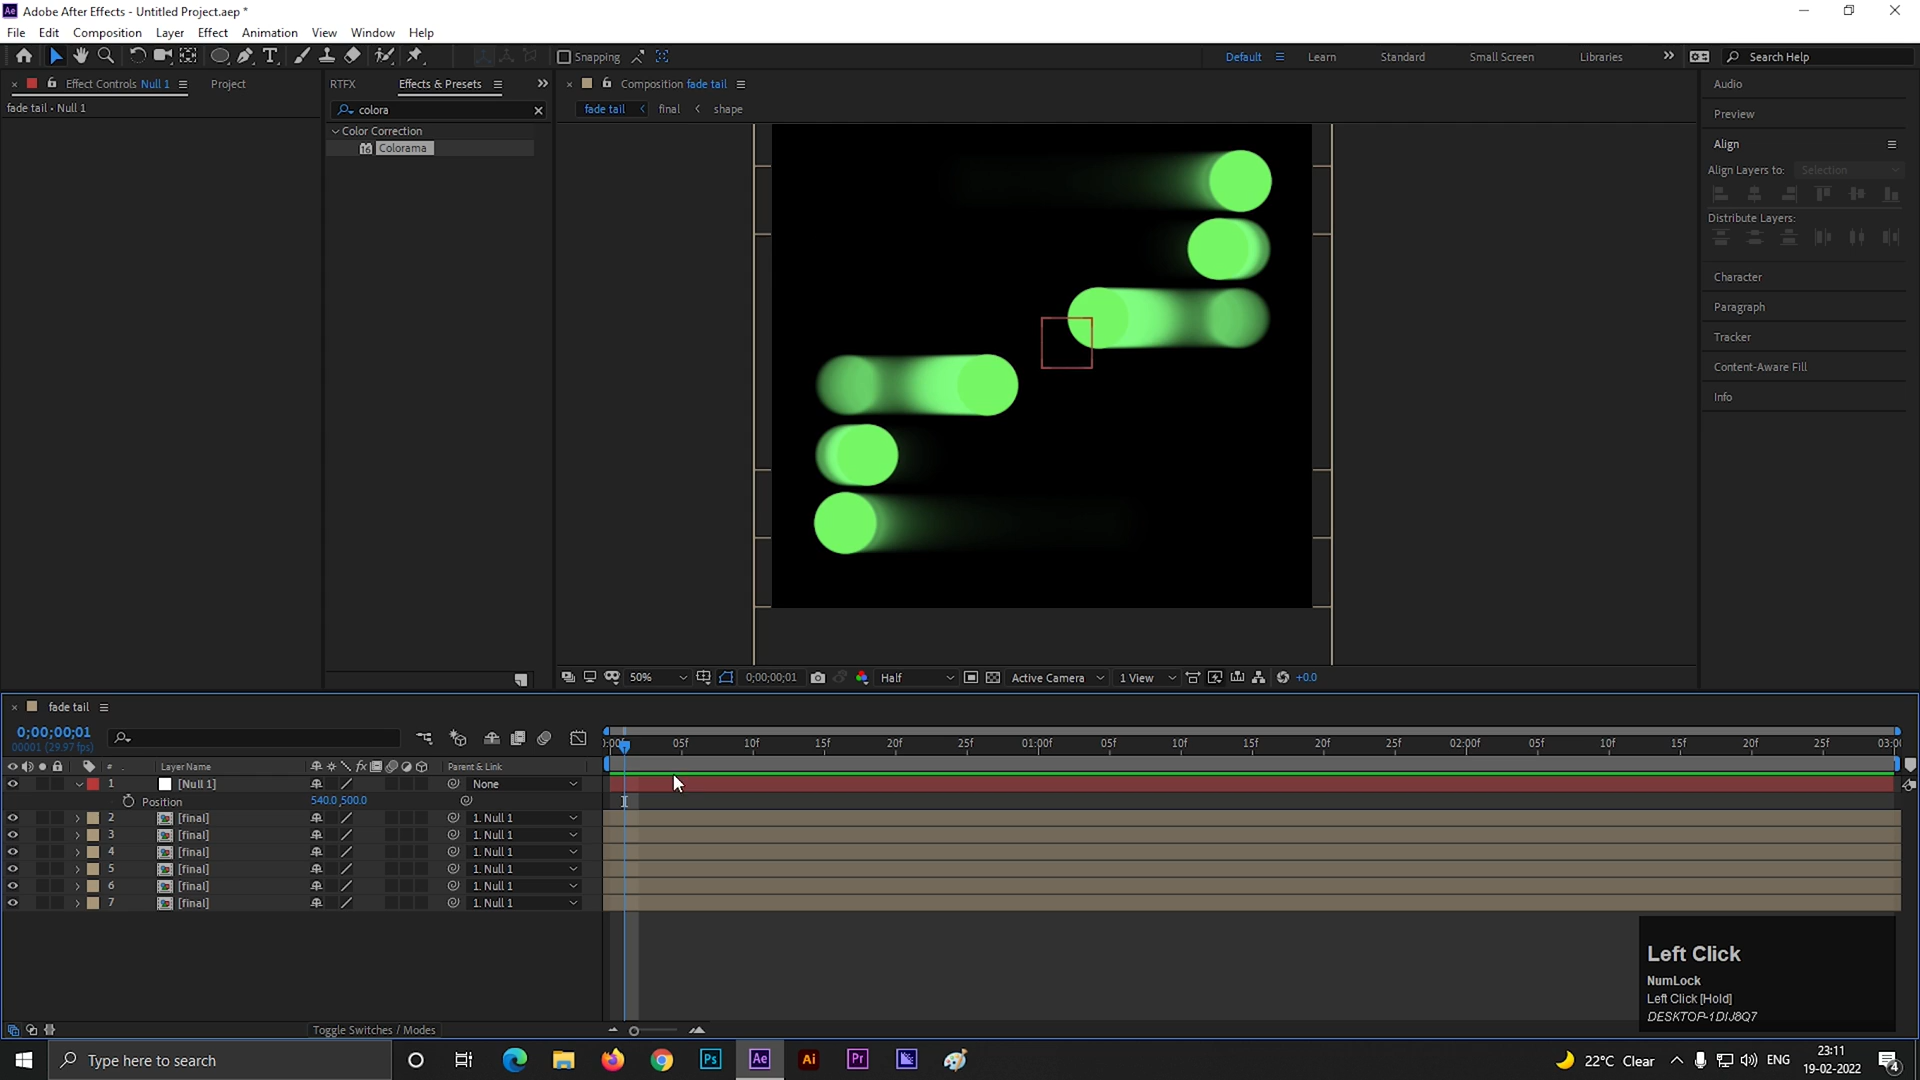 Adobe After Effects - Untitled Project.aep *
File Edit Composition Layer Effect Animation View Window Help
Snapping
Default Learn Standard Small Screen Libraries
Search Help
Effect Controls Null 1
Project
RTFX
Effects & Presets
Composition fade tail
Audio
fade tail • Null 1
colora
fade tail final shape
Preview
Color Correction
Colorama
Align
Align Layers to: Selection
Distribute Layers:
Character
Paragraph
Tracker
Content-Aware Fill
Info
50%
0;00;00;01
Half
Active Camera
1 View
+0.0
fade tail
0;00;00;01
00001 (29.97 fps)
05f 10f 15f 20f 25f 01:00f 05f 10f 15f 20f 25f 02:00f 05f 10f 15f 20f 25f
# Layer Name Parent & Link
1 [Null 1] None
Position 540.0,500.0
2 [final] 1. Null 1
3 [final] 1. Null 1
4 [final] 1. Null 1
5 [final] 1. Null 1
6 [final] 1. Null 1
7 [final] 1. Null 1
Left Click
NumLock
Left Click [Hold]
DESKTOP-1DIJ8Q7
Toggle Switches / Modes
Type here to search
Ps Ae Ai Pr
22°C Clear
ENG
23:11
19-02-2022
4